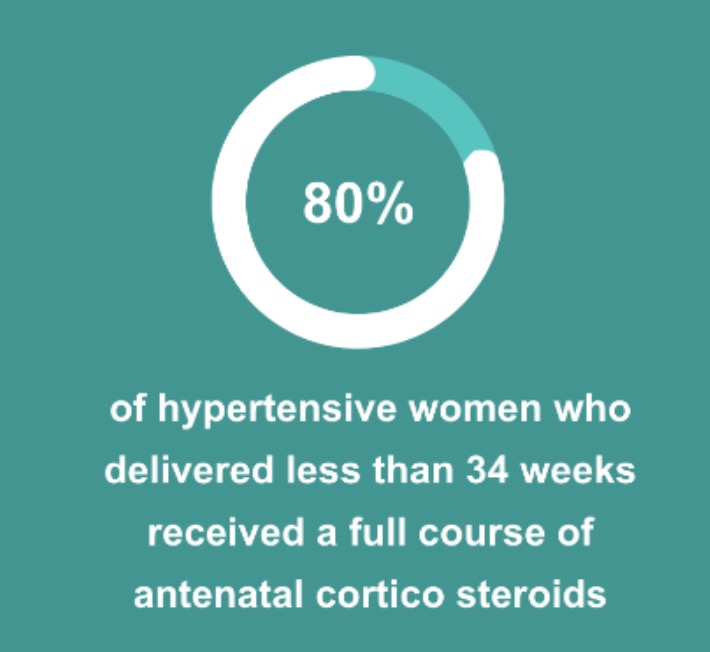 80%
of hypertensive women who
delivered less than 34 weeks
received a full course of
antenatal cortico steroids